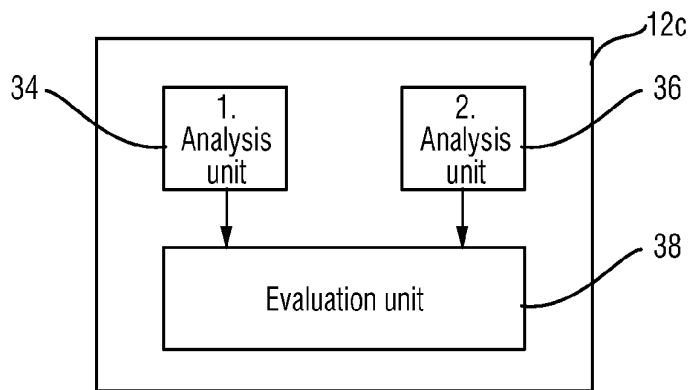 12c
34
1.
Analysis
unit
2.
Analysis
unit
36
Evaluation unit
38